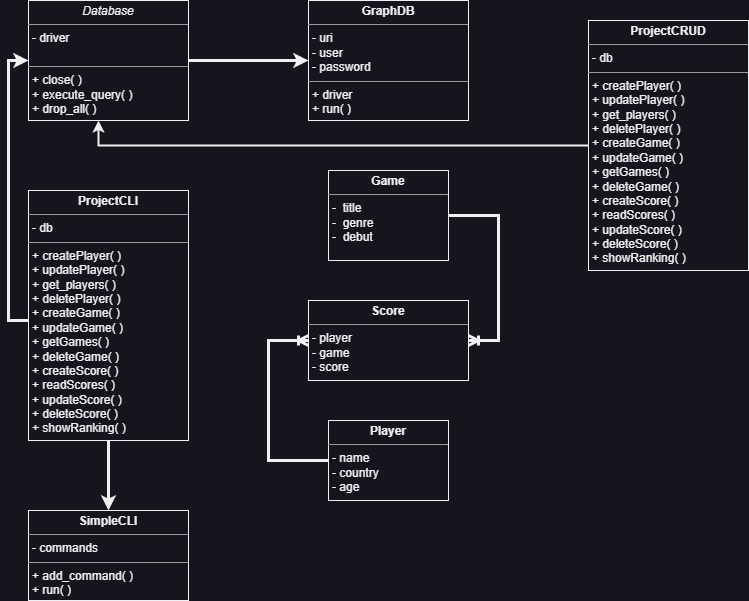 Database
- driver
+ close( )
+ execute_query( )
+ drop_all( )
GraphDB
- uri
- user
- password
+ driver
+ run( )
ProjectCRUD
- db
+ createPlayer( )
+ updatePlayer( )
+ get_players( )
+ deletePlayer( )
+ createGame( )
+ updateGame( )
+ getGames( )
+ deleteGame( )
+ createScore( )
+ readScores( )
+ updateScore( )
+ deleteScore( )
+ showRanking( )
ProjectCLI
- db
+ createPlayer( )
+ updatePlayer( )
+ get_players( )
+ deletePlayer( )
+ createGame( )
+ updateGame( )
+ getGames( )
+ deleteGame( )
+ createScore( )
+ readScores( )
+ updateScore( )
+ deleteScore( )
+ showRanking( )
Game
- title
- genre
- debut
Score
- player
- game
- score
Player
- name
- country
- age
SimpleCLI
- commands
+ add_command( )
+ run( )